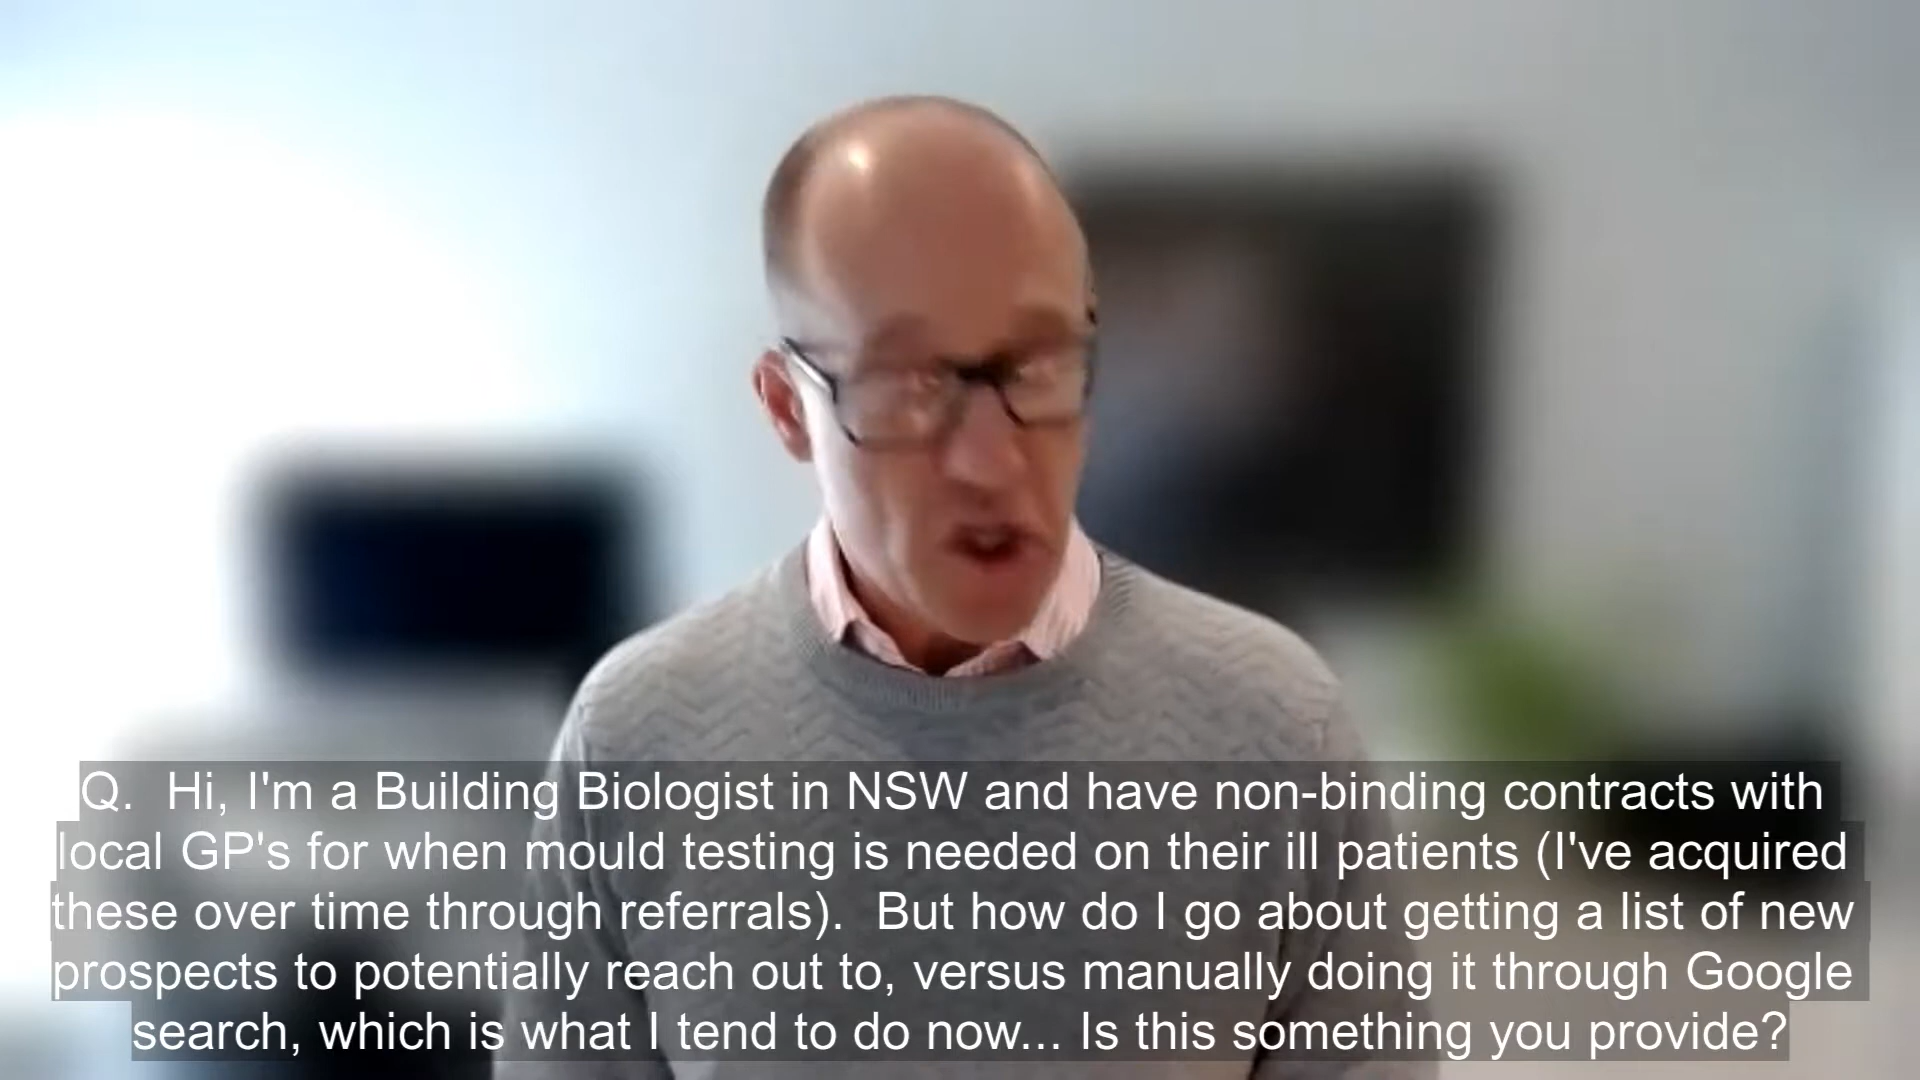 Q.  Hi, I'm a Building Biologist in NSW and have non-binding contracts with
local GP's for when mould testing is needed on their ill patients (I've acquired
these over time through referrals).  But how do I go about getting a list of new
prospects to potentially reach out to, versus manually doing it through Google
search, which is what I tend to do now... Is this something you provide?